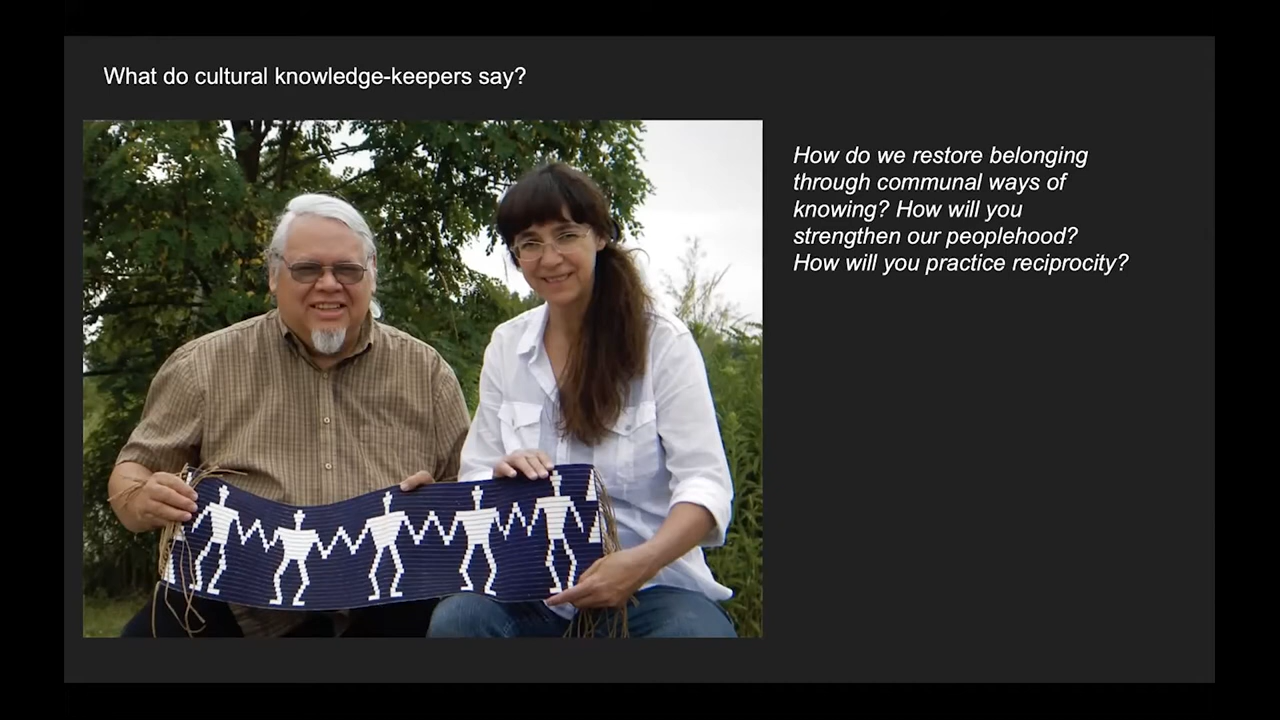 What do cultural knowledge-keepers say?
How do we restore belonging
through communal ways of
knowing? How will you
strengthen our peoplehood?
How will you practice reciprocity?